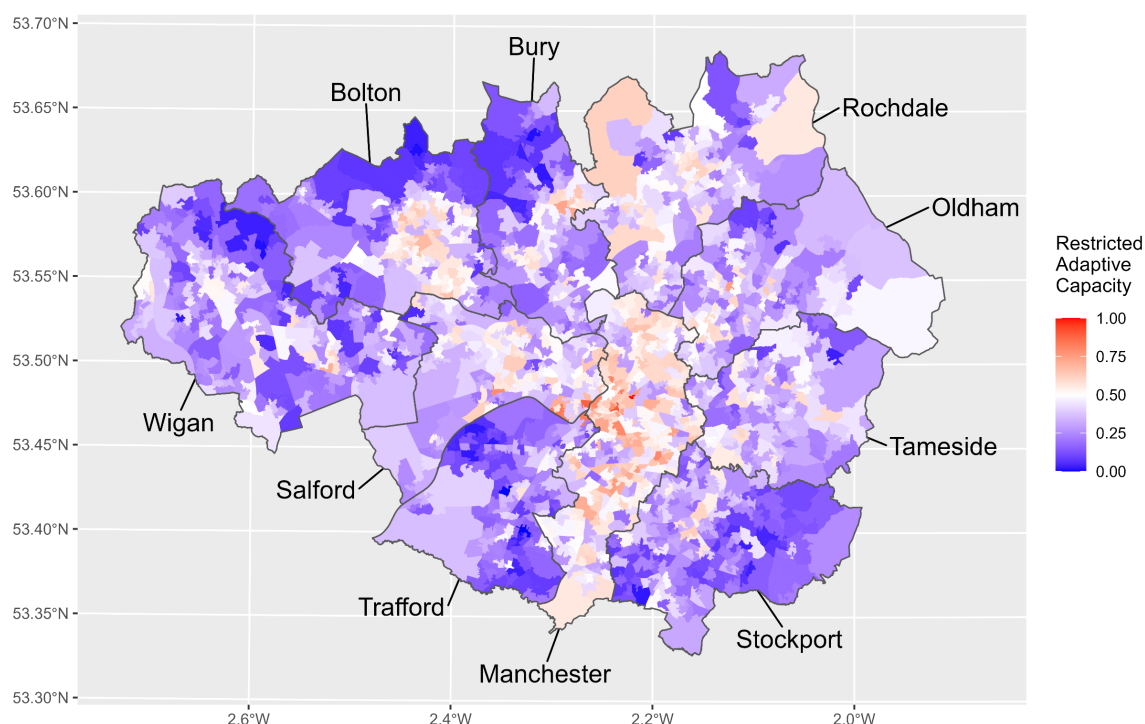 53.70°N
53.65°N
53.60°N
53.55°N
53.50°N
53.45°N
53.40°N
53.35°N
53.30°N
Bury
Bolton
Rochdale
Oldham
Wigan
Tameside
Salford
Trafford
Stockport
Manchester
2.6°W
2.4°W
2.2°W
2.0°W
Restricted
Adaptive
Capacity
1.00
0.75
0.50
0.25
0.00